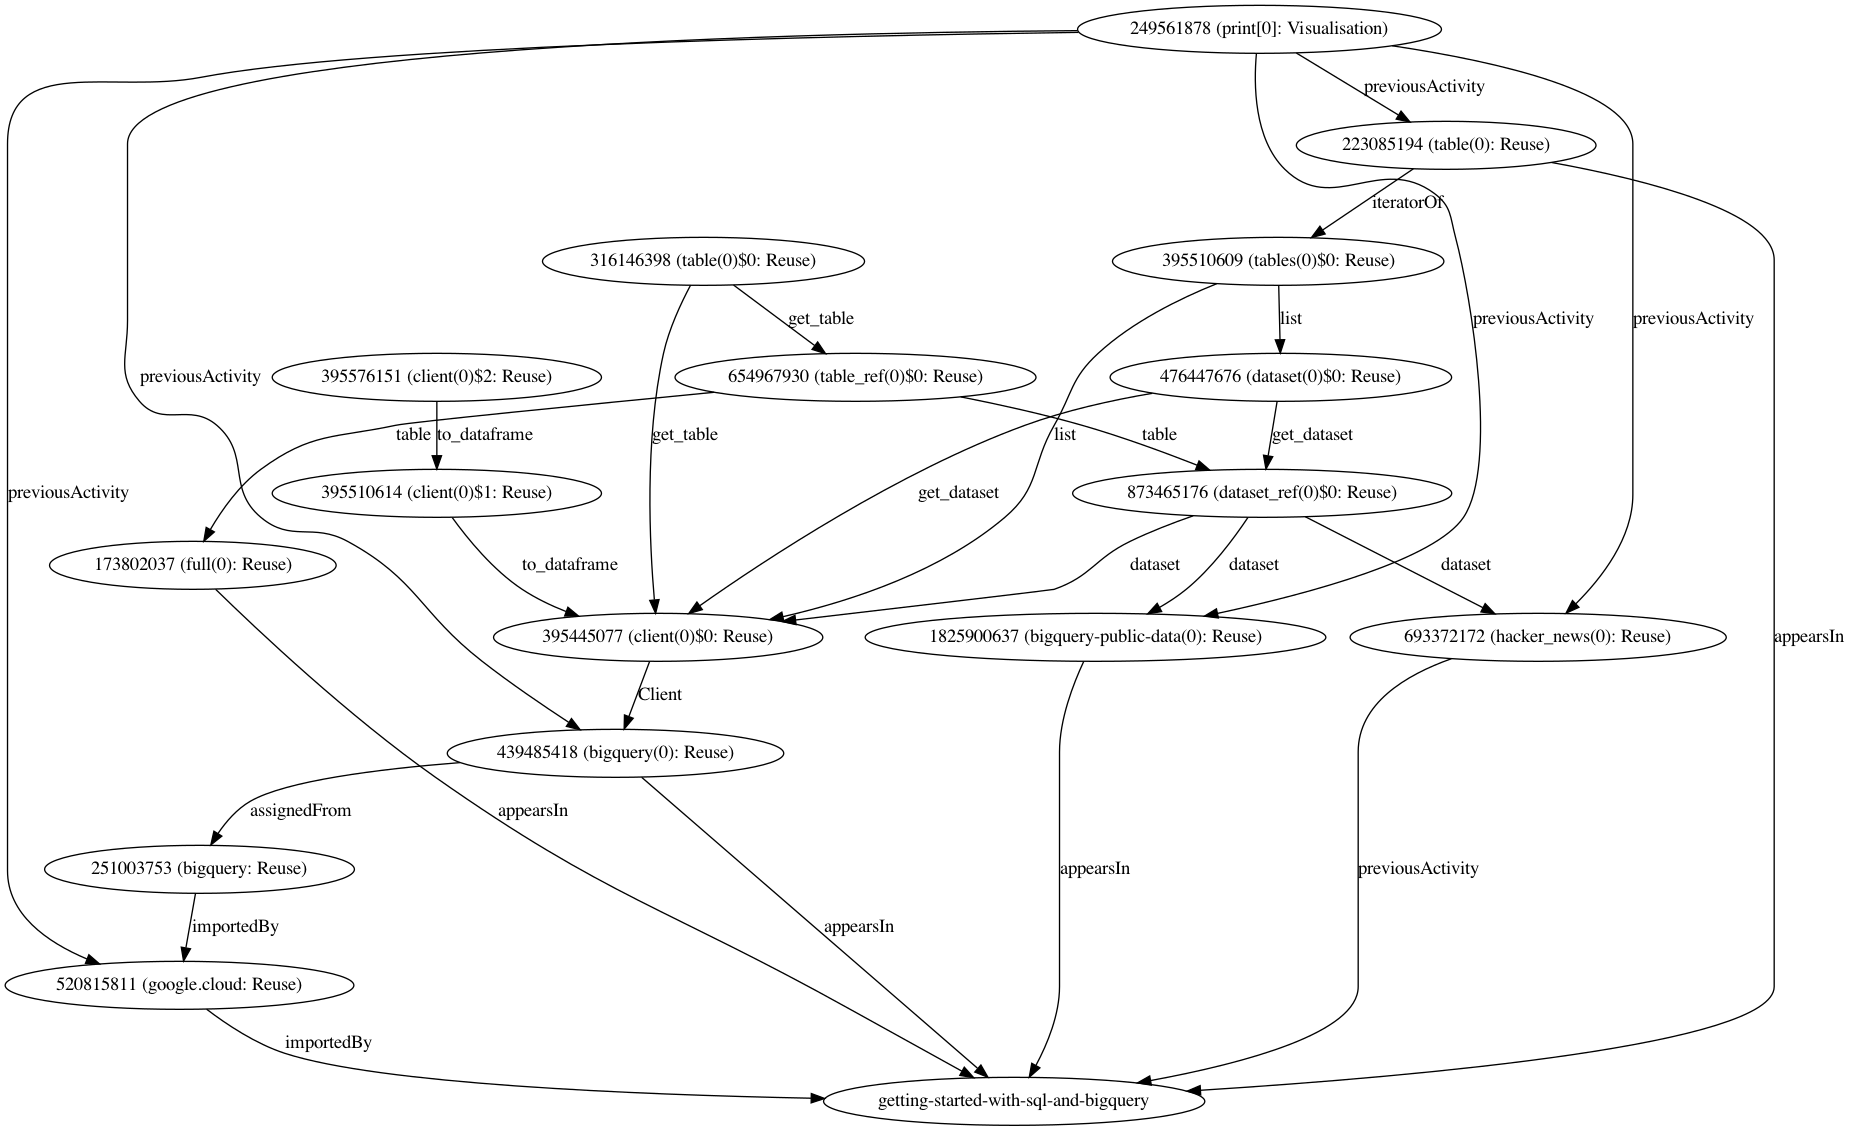 249561878 (print[0]: Visualisation)
previousActivity
223085194 (table(0): Reuse)
iteratorOf
316146398 (table(0)$0: Reuse)
395510609 (tables(0)$0: Reuse)
get_table
list
previousActivity
previousActivity
previousActivity
395576151 (client(0)$2: Reuse)
654967930 (table_ref(0)$0: Reuse)
476447676 (dataset(0)$0: Reuse)
table
to_dataframe
get_table
list
table
get_dataset
previousActivity
395510614 (client(0)$1: Reuse)
get_dataset
873465176 (dataset_ref(0)$0: Reuse)
173802037 (full(0): Reuse)
to_dataframe
dataset
dataset
dataset
395445077 (client(0)$0: Reuse)
1825900637 (bigquery-public-data(0): Reuse)
693372172 (hacker_news(0): Reuse)
appearsIn
Client
439485418 (bigquery(0): Reuse)
assignedFrom
appearsIn
251003753 (bigquery: Reuse)
appearsIn
previousActivity
importedBy
appearsIn
520815811 (google.cloud: Reuse)
importedBy
getting-started-with-sql-and-bigquery